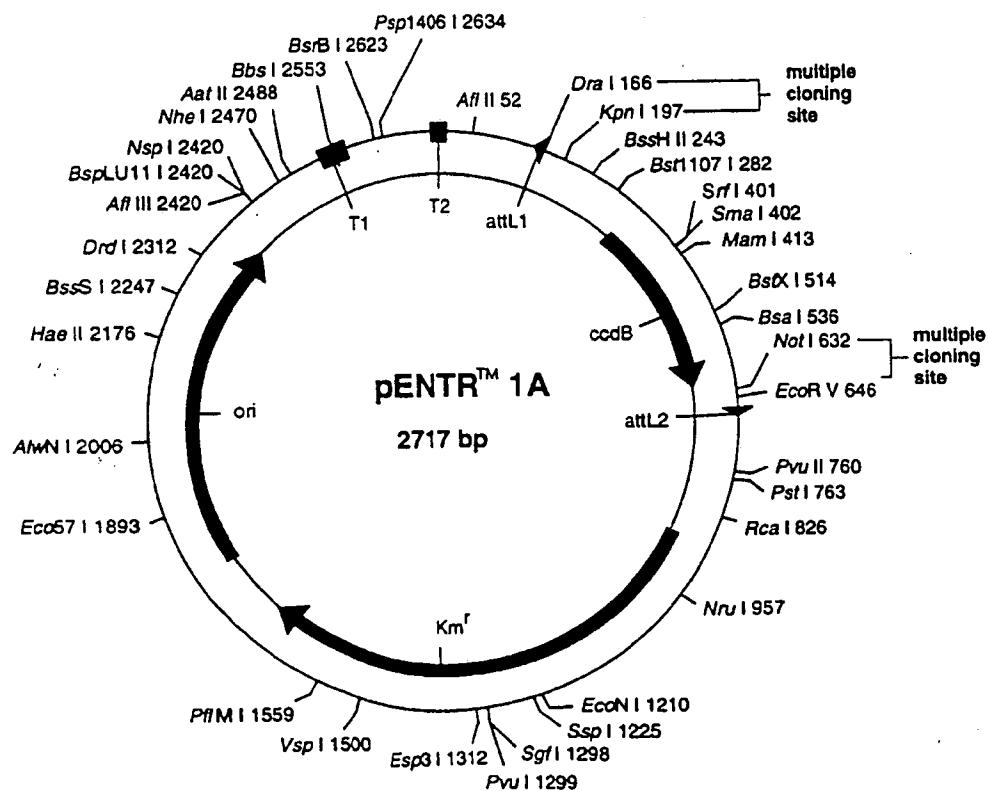 Psp1406 I 2634
BsrB I 2623
Bbs I 2553
Aat II 2488
Nhe I 2470
Nsp I 2420
BspLU11 I 2420
Afl III 2420
Drd I 2312
BssS I 2247
Hae II 2176
AlwN I 2006
Eco57 I 1893
PflM I 1559
Vsp I 1500
Esp3 I 1312
Pvu I 1299
Sgf I 1298
Ssp I 1225
EcoN I 1210
Nru I 957
Rca I 826
Pst I 763
Pvu II 760
EcoR V 646
Not I 632
multiple
cloning
site
Bsa I 536
BstX I 514
Mam I 413
Sma I 402
Srf I 401
Bst1107 I 282
BssH II 243
Kpn I 197
Dra I 166
multiple
cloning
site
Afl II 52
T1
T2
attL1
ccdB
attL2
Kmʳ
ori
pENTR™ 1A
2717 bp